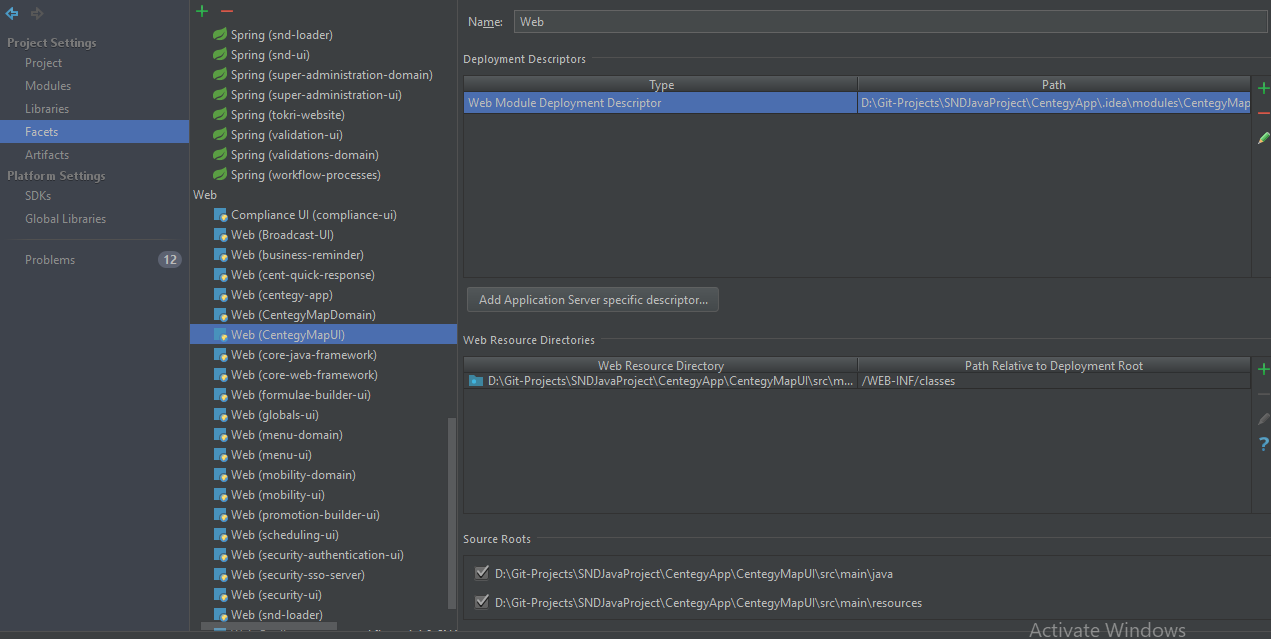 Project Settings
Project
Modules
Libraries
Facets
Artifacts
Platform Settings
SDKs
Global Libraries
Problems 12
Spring (snd-loader)
Spring (snd-ui)
Spring (super-administration-domain)
Spring (super-administration-ui)
Spring (tokri-website)
Spring (validation-ui)
Spring (validations-domain)
Spring (workflow-processes)
Web
Compliance UI (compliance-ui)
Web (Broadcast-UI)
Web (business-reminder)
Web (cent-quick-response)
Web (centegy-app)
Web (CentegyMapDomain)
Web (CentegyMapUI)
Web (core-java-framework)
Web (core-web-framework)
Web (formulae-builder-ui)
Web (globals-ui)
Web (menu-domain)
Web (menu-ui)
Web (mobility-domain)
Web (mobility-ui)
Web (promotion-builder-ui)
Web (scheduling-ui)
Web (security-authentication-ui)
Web (security-sso-server)
Web (security-ui)
Web (snd-loader)
Name: Web
Deployment Descriptors
Type Path
Web Module Deployment Descriptor D:\Git-Projects\SNDJavaProject\CentegyApp\.idea\modules\CentegyMap
Add Application Server specific descriptor...
Web Resource Directories
Web Resource Directory Path Relative to Deployment Root
D:\Git-Projects\SNDJavaProject\CentegyApp\CentegyMapUI\src\m... /WEB-INF/classes
?
Source Roots
D:\Git-Projects\SNDJavaProject\CentegyApp\CentegyMapUI\src\main\java
D:\Git-Projects\SNDJavaProject\CentegyApp\CentegyMapUI\src\main\resources
Activate Windows